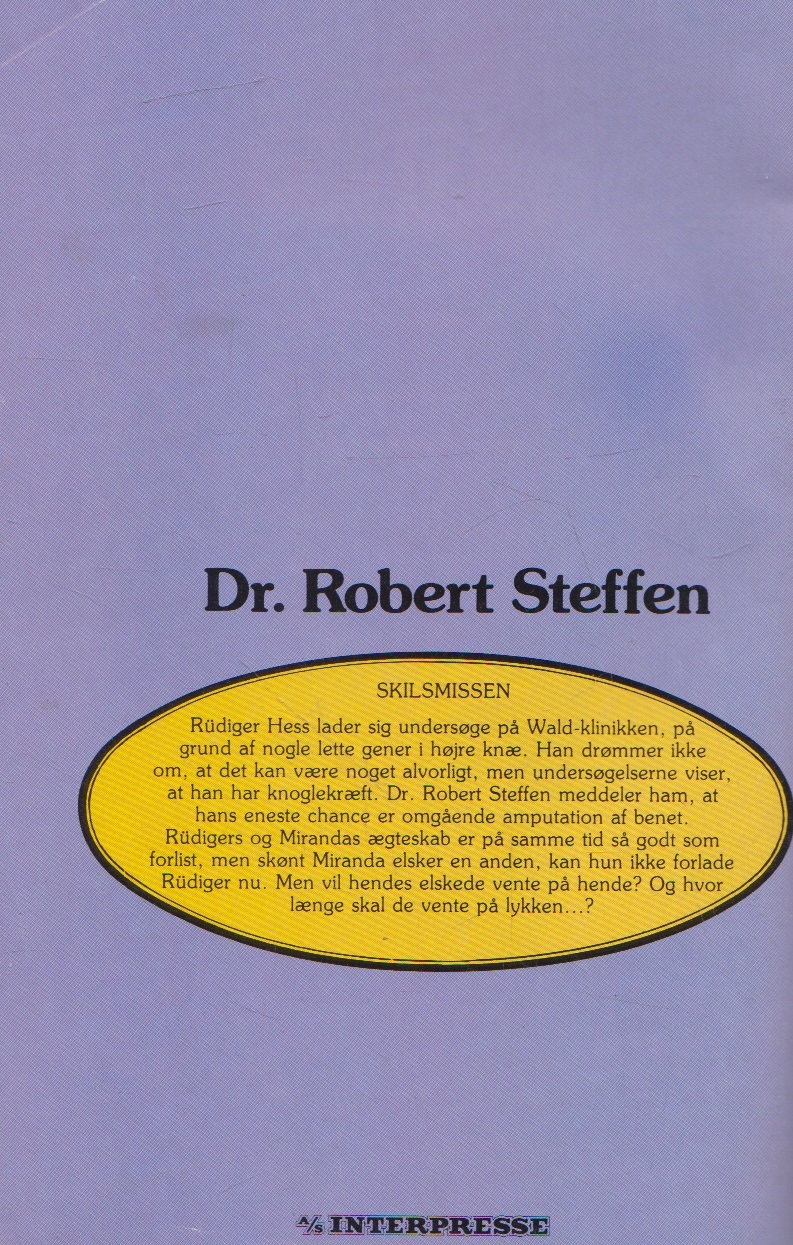 Dr. Robert Steffen
SKILSMISSEN
Rüdiger Hess lader sig undersøge på Wald-klinikken, på
grund af nogle lette gener i højre knæ. Han drømmer ikke
om, at det kan være noget alvorligt, men undersøgelserne viser,
at han har knoglekræft. Dr. Robert Steffen meddeler ham, at
hans eneste chance er omgående amputation af benet.
Rüdigers og Mirandas ægteskab er på samme tid så godt som
forlist, men skønt Miranda elsker en anden, kan hun ikke forlade
Rüdiger nu. Men vil hendes elskede vente på hende? Og hvor
længe skal de vente på lykken...?
A/S INTERPRESSE